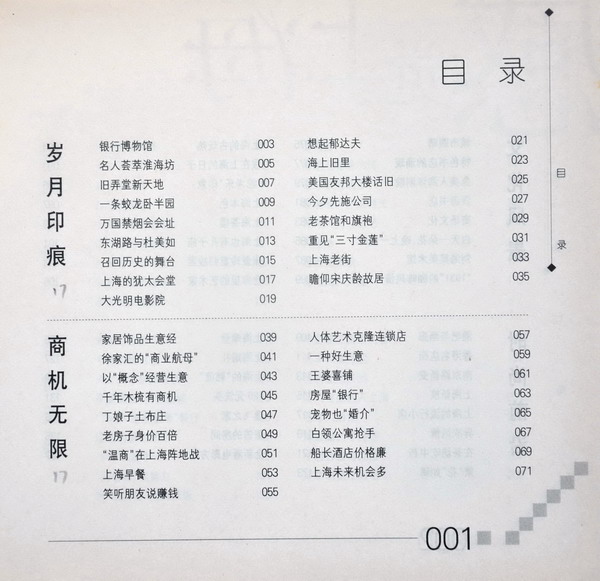 目 录
岁月印痕
17
银行博物馆 003
名人荟萃淮海坊 005
旧弄堂新天地 007
一条蛟龙卧半园 009
万国禁烟会会址 011
东湖路与杜美如 013
召回历史的舞台 015
上海的犹太会堂 017
大光明电影院 019
想起郁达夫 021
海上旧里 023
美国友邦大楼话旧 025
今夕先施公司 027
老茶馆和旗袍 029
重见“三寸金莲” 031
上海老街 033
瞻仰宋庆龄故居 035
商机无限
17
家居饰品生意经 039
徐家汇的“商业航母” 041
以“概念”经营生意 043
千年木梳有商机 045
丁娘子土布庄 047
老房子身价百倍 049
“温商”在上海阵地战 051
上海早餐 053
笑听朋友说赚钱 055
人体艺术克隆连锁店 057
一种好生意 059
王婆喜铺 061
房屋“银行” 063
宠物也“婚介” 065
白领公寓抢手 067
船长酒店价格廉 069
上海未来机会多 071
目 录
001